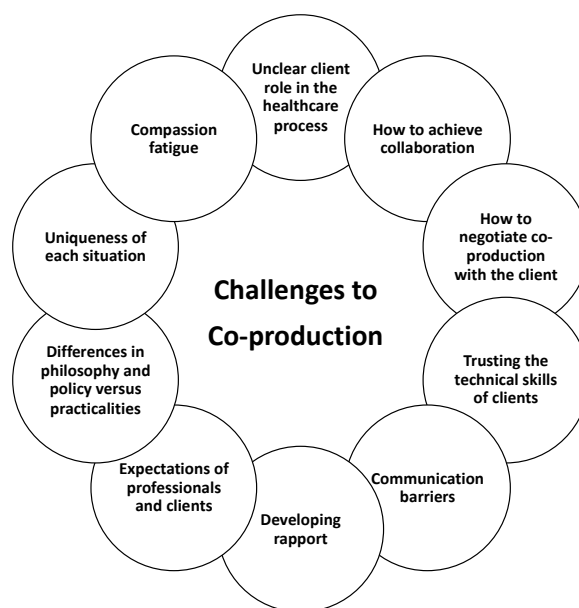 Unclear client
role in the
healthcare
process
How to achieve
collaboration
How to
negotiate co-
production
with the client
Trusting the
technical skills
of clients
Communication
barriers
Developing
rapport
Expectations of
professionals
and clients
Differences in
philosophy and
policy versus
practicalities
Uniqueness of
each situation
Compassion
fatigue
Challenges to
Co-production